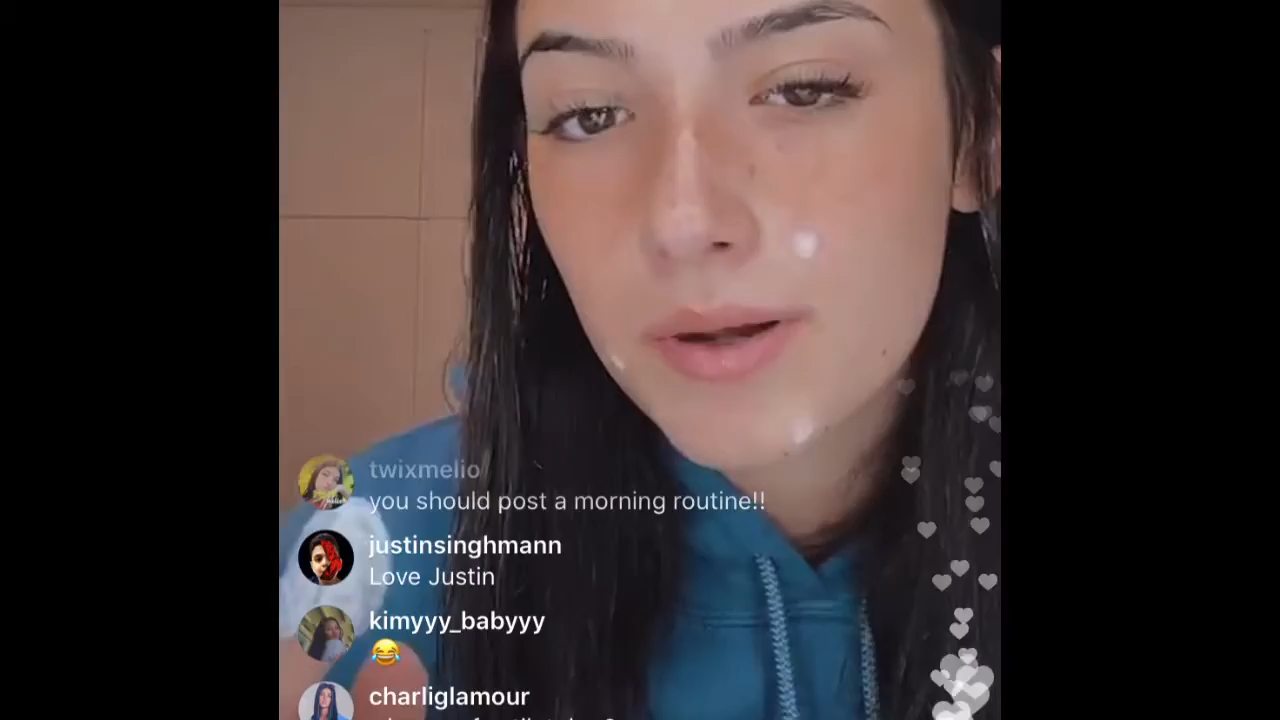 twixmelio
you should post a morning routine!!
justinsinghmann
Love Justin
kimyyy_babyyy
😂
charliglamour